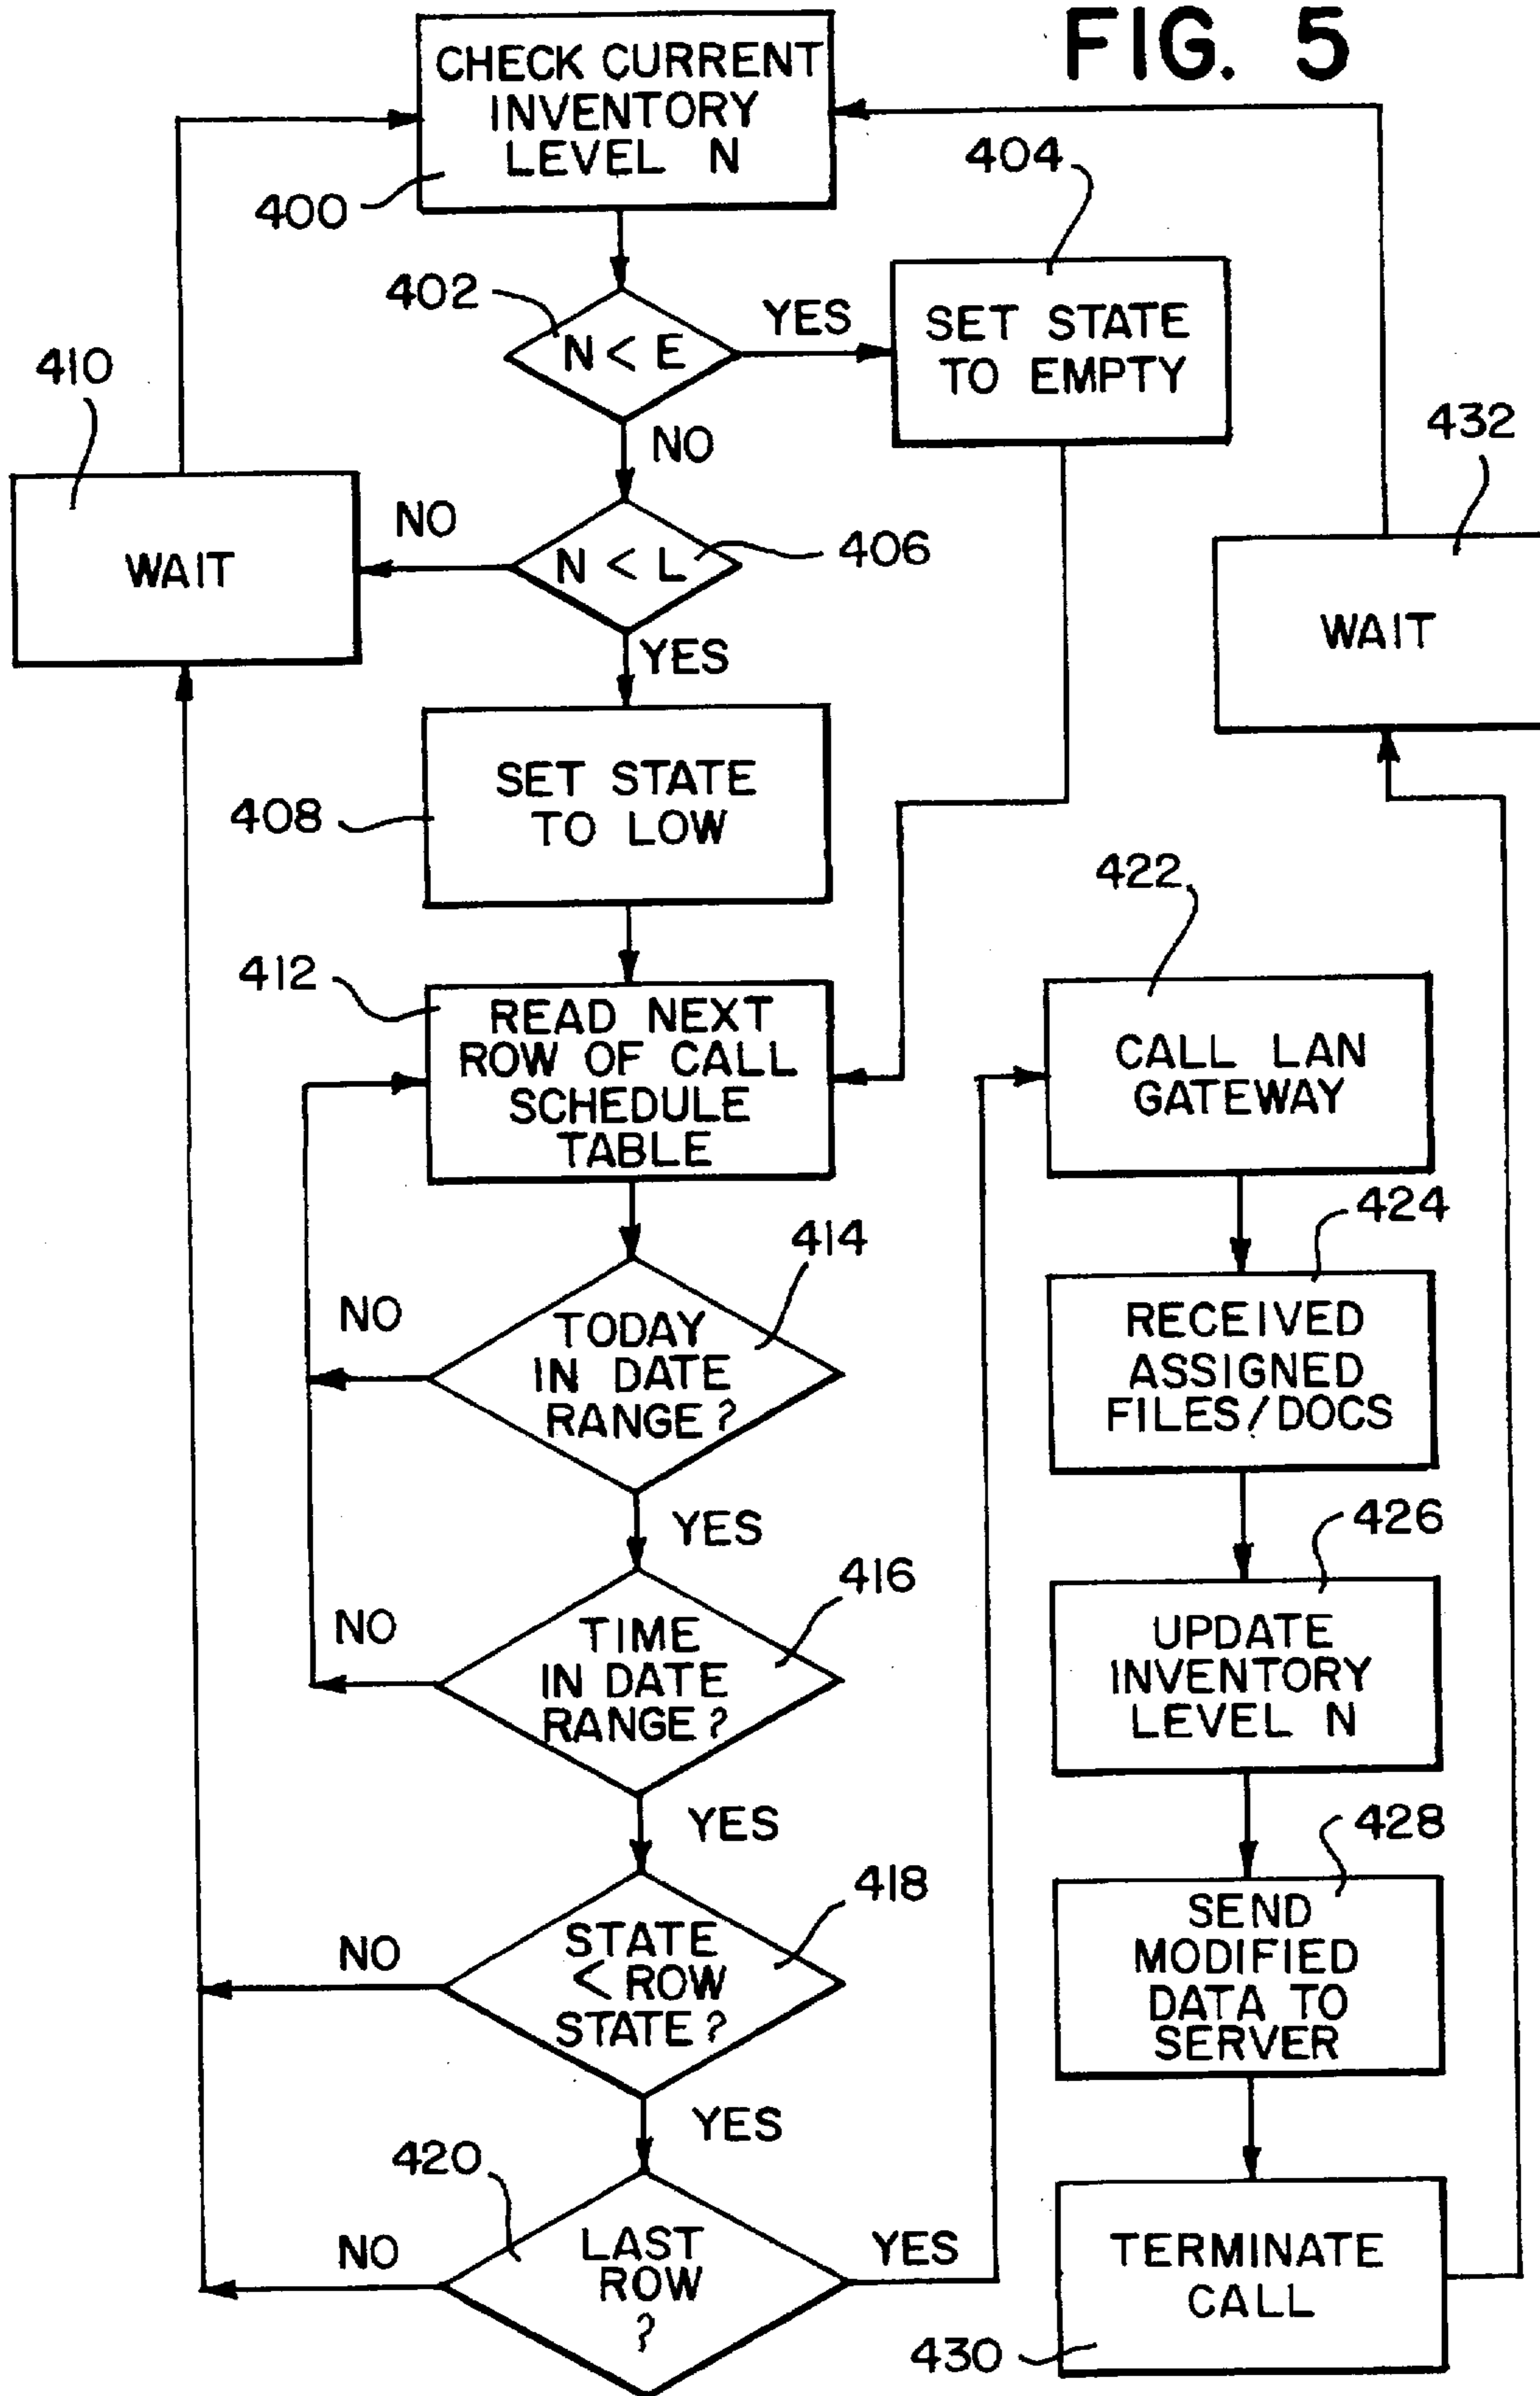 FIG. 5
CHECK CURRENT
INVENTORY
LEVEL N
400
404
402
N < E
YES
SET STATE
TO EMPTY
410
NO
432
WAIT
NO
N < L
406
WAIT
YES
408
SET STATE
TO LOW
422
412
READ NEXT
ROW OF CALL
SCHEDULE
TABLE
CALL LAN
GATEWAY
424
414
NO
TODAY
IN DATE
RANGE?
RECEIVED
ASSIGNED
FILES/DOCS
YES
426
416
NO
TIME
IN DATE
RANGE?
UPDATE
INVENTORY
LEVEL N
YES
428
418
NO
STATE
< ROW
STATE?
SEND
MODIFIED
DATA TO
SERVER
YES
420
NO
LAST
ROW
?
YES
TERMINATE
CALL
430